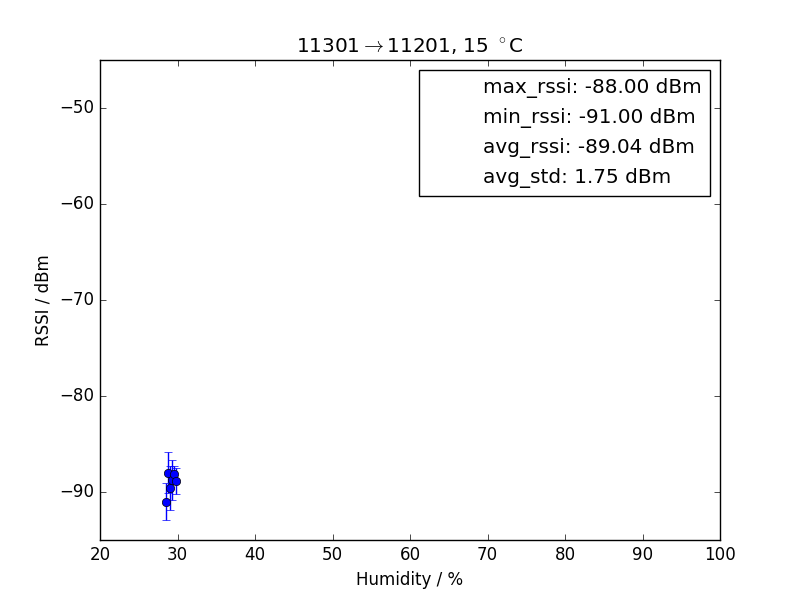 11301→11201, 15 °C
max_rssi: -88.00 dBm
min_rssi: -91.00 dBm
avg_rssi: -89.04 dBm
avg_std: 1.75 dBm
RSSI / dBm
−50
−60
−70
−80
−90
20 30 40 50 60 70 80 90 100
Humidity / %